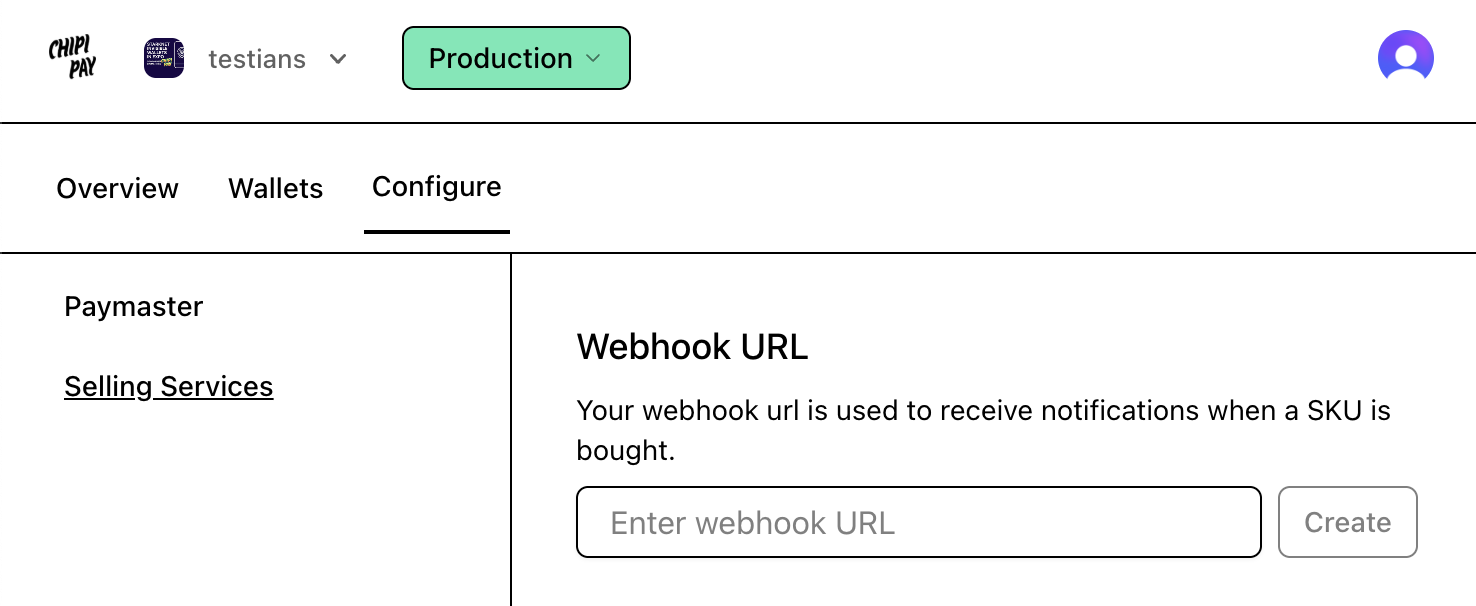 CHIPI PAY
testians
Production
Overview
Wallets
Configure
Paymaster
Selling Services
Webhook URL
Your webhook url is used to receive notifications when a SKU is
bought.
Enter webhook URL
Create